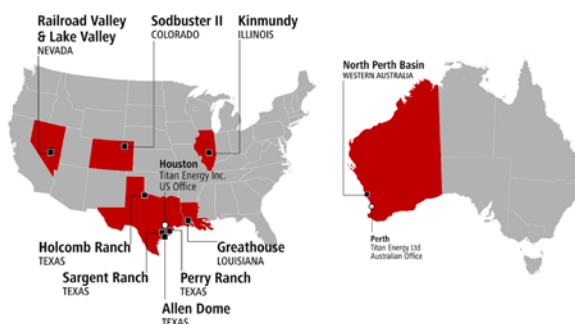 Railroad Valley
& Lake Valley
NEVADA
Sodbuster II
COLORADO
Kinmundy
ILLINOIS
Houston
Titan Energy Inc.
US Office
Holcomb Ranch
TEXAS
Sargent Ranch
TEXAS
Allen Dome
TEXAS
Perry Ranch
TEXAS
Greathouse
LOUISIANA
North Perth Basin
WESTERN AUSTRALIA
Perth
Titan Energy Ltd
Australian Office